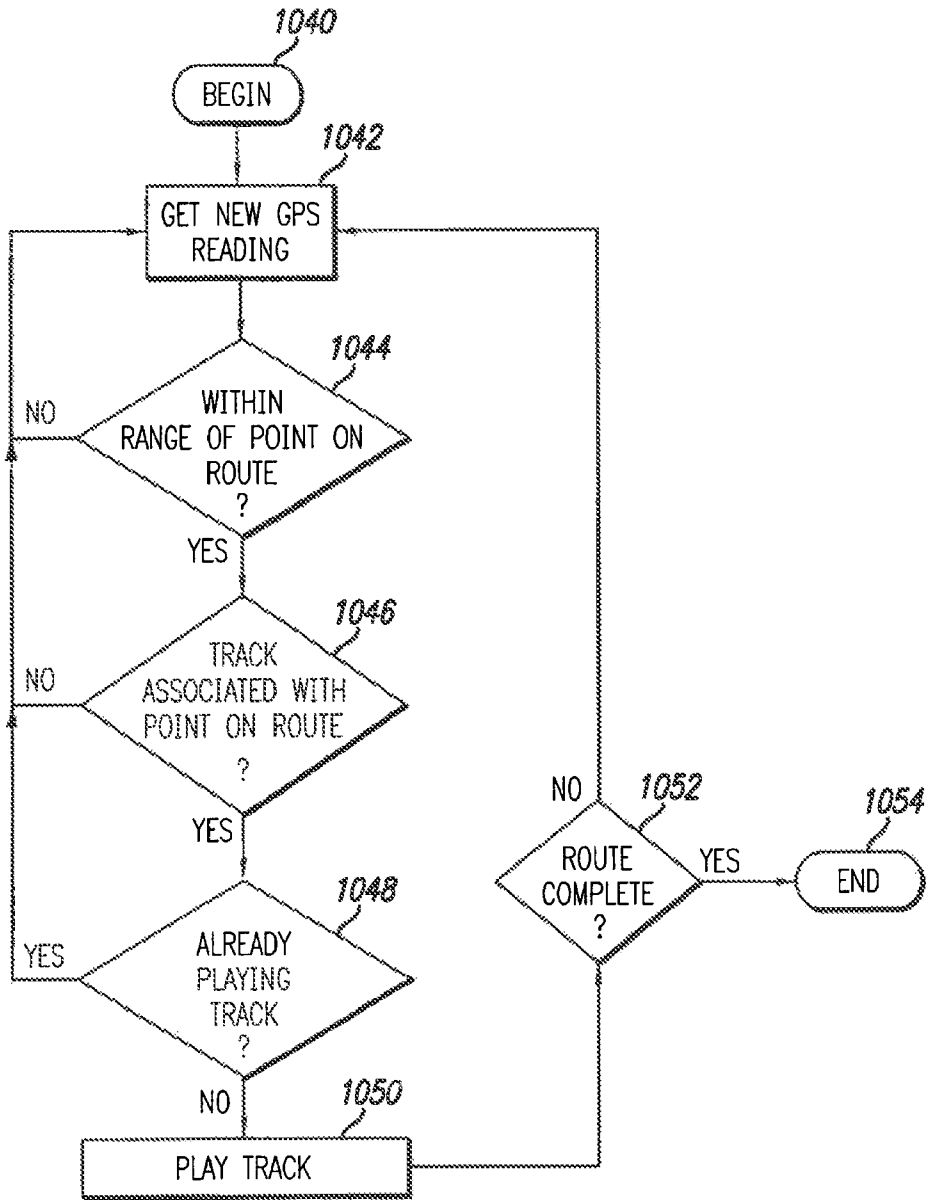 1040
BEGIN
1042
GET NEW GPS
READING
1044
NO
WITHIN
RANGE OF POINT ON
ROUTE
?
YES
1046
NO
TRACK
ASSOCIATED WITH
POINT ON ROUTE
?
YES
1048
YES
ALREADY
PLAYING
TRACK
?
NO
1050
PLAY TRACK
NO
1052
ROUTE
COMPLETE
?
YES
1054
END